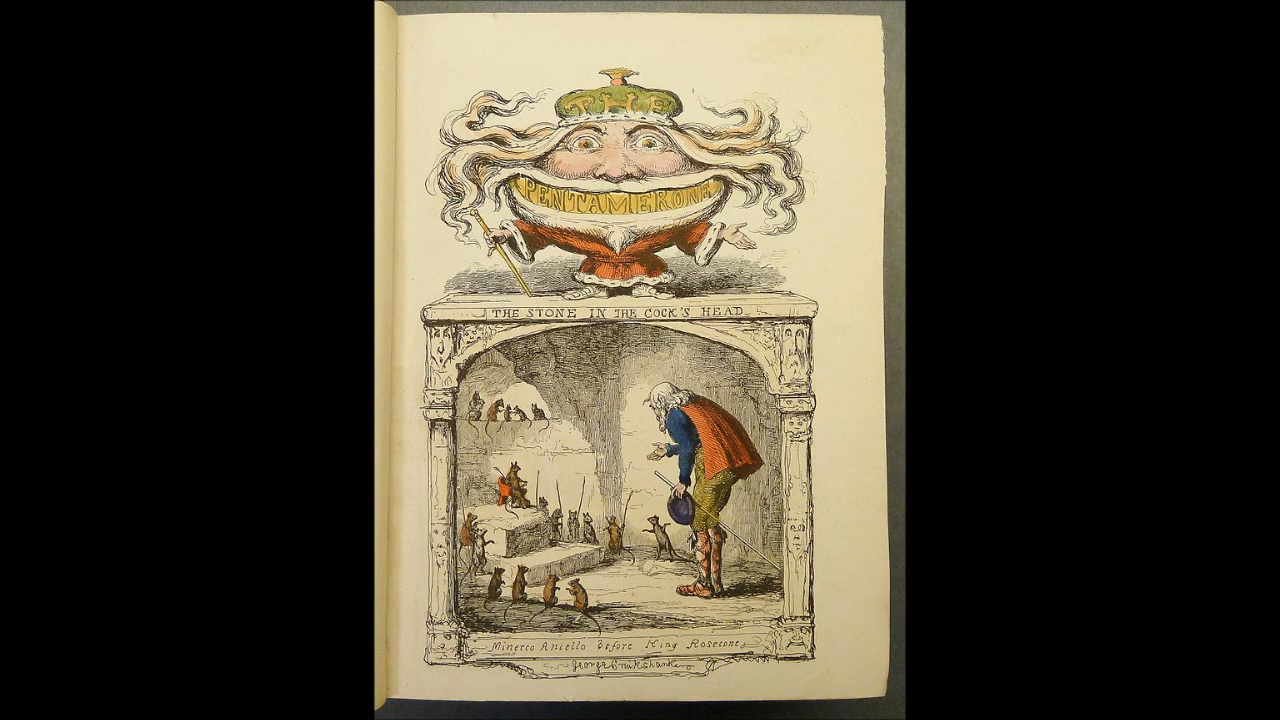 THE
PENTAMERONE
THE STONE IN THE COCK'S HEAD
Minecco Aniello before King Rosecone
George Cruikshank